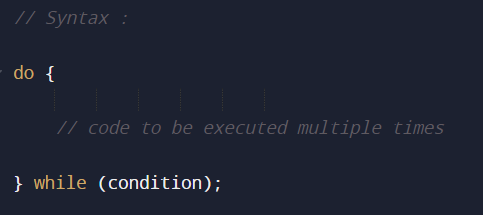 // Syntax :
do {
// code to be executed multiple times
} while (condition);